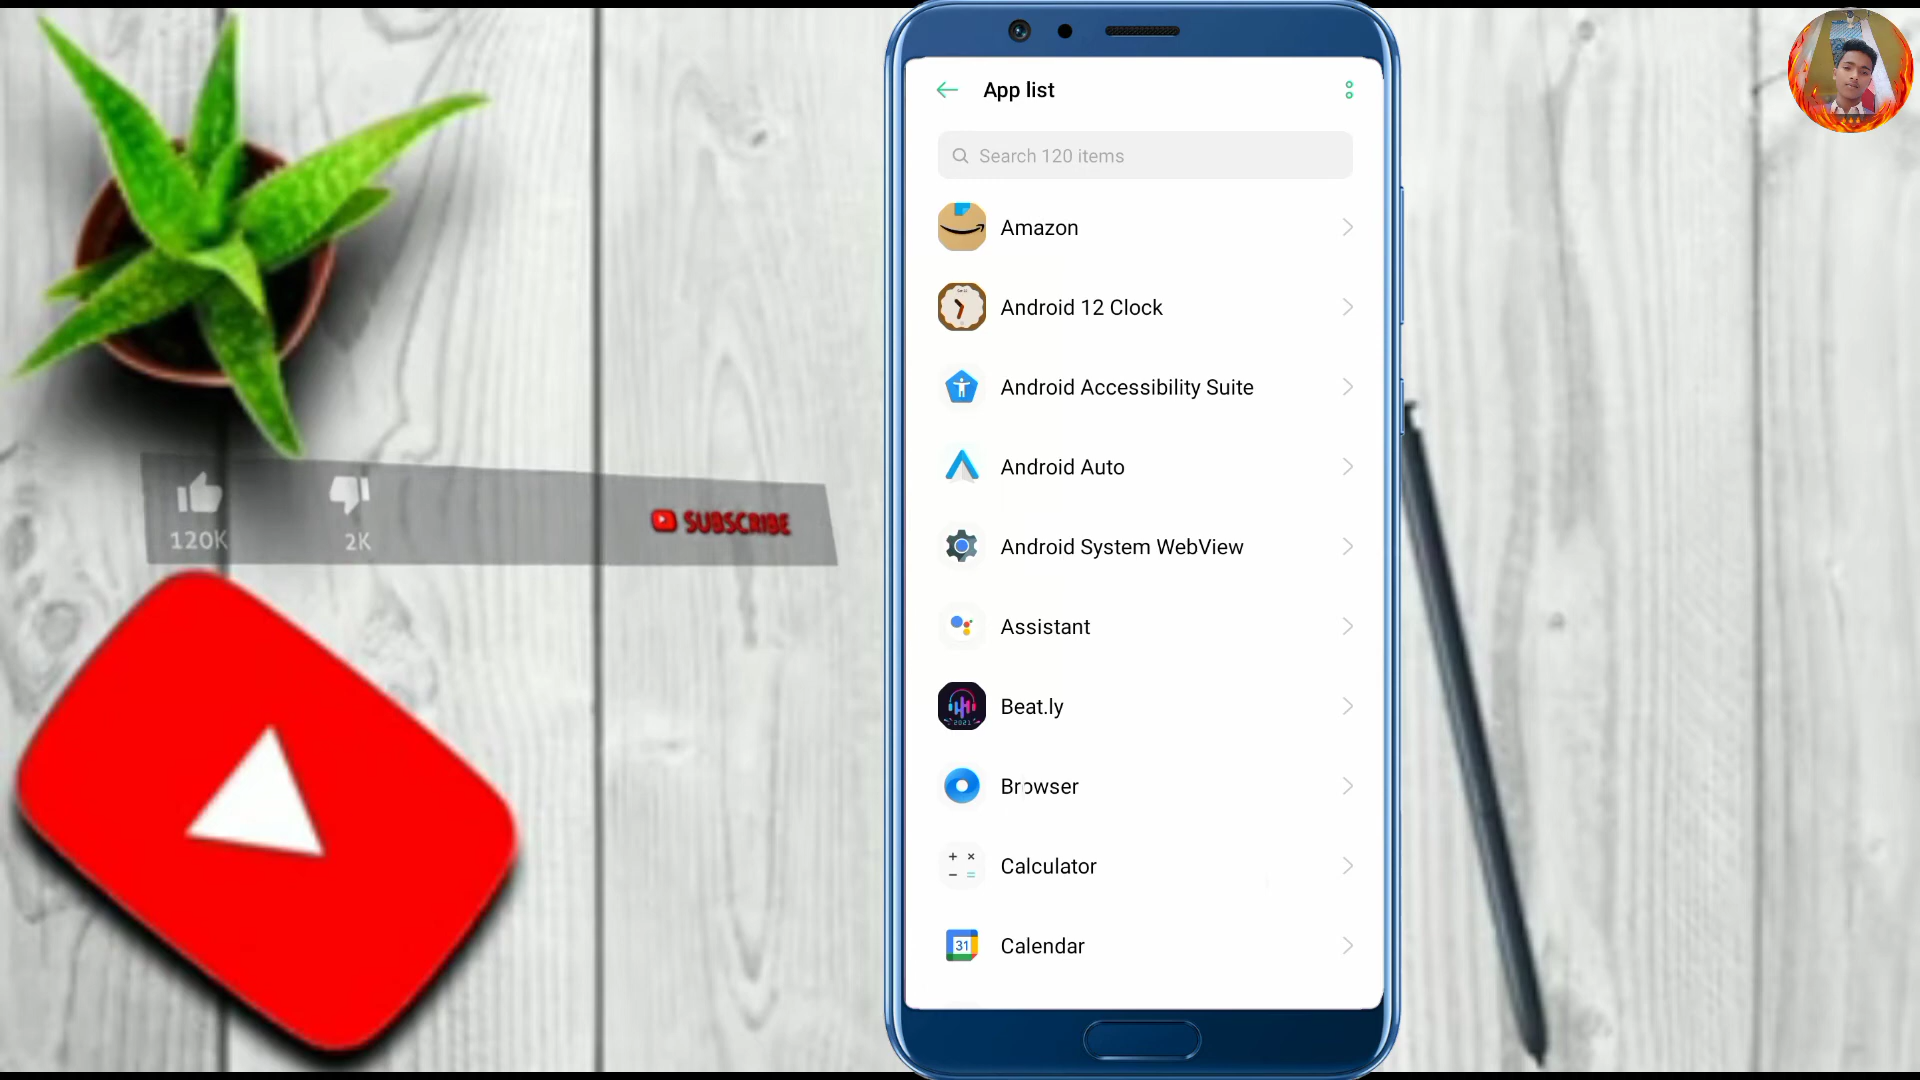 App list
Search 120 items
Amazon
Android 12 Clock
Android Accessibility Suite
Android Auto
Android System WebView
Assistant
Beat.ly
Browser
Calculator
31
Calendar
120K
2K
SUBSCRIBE